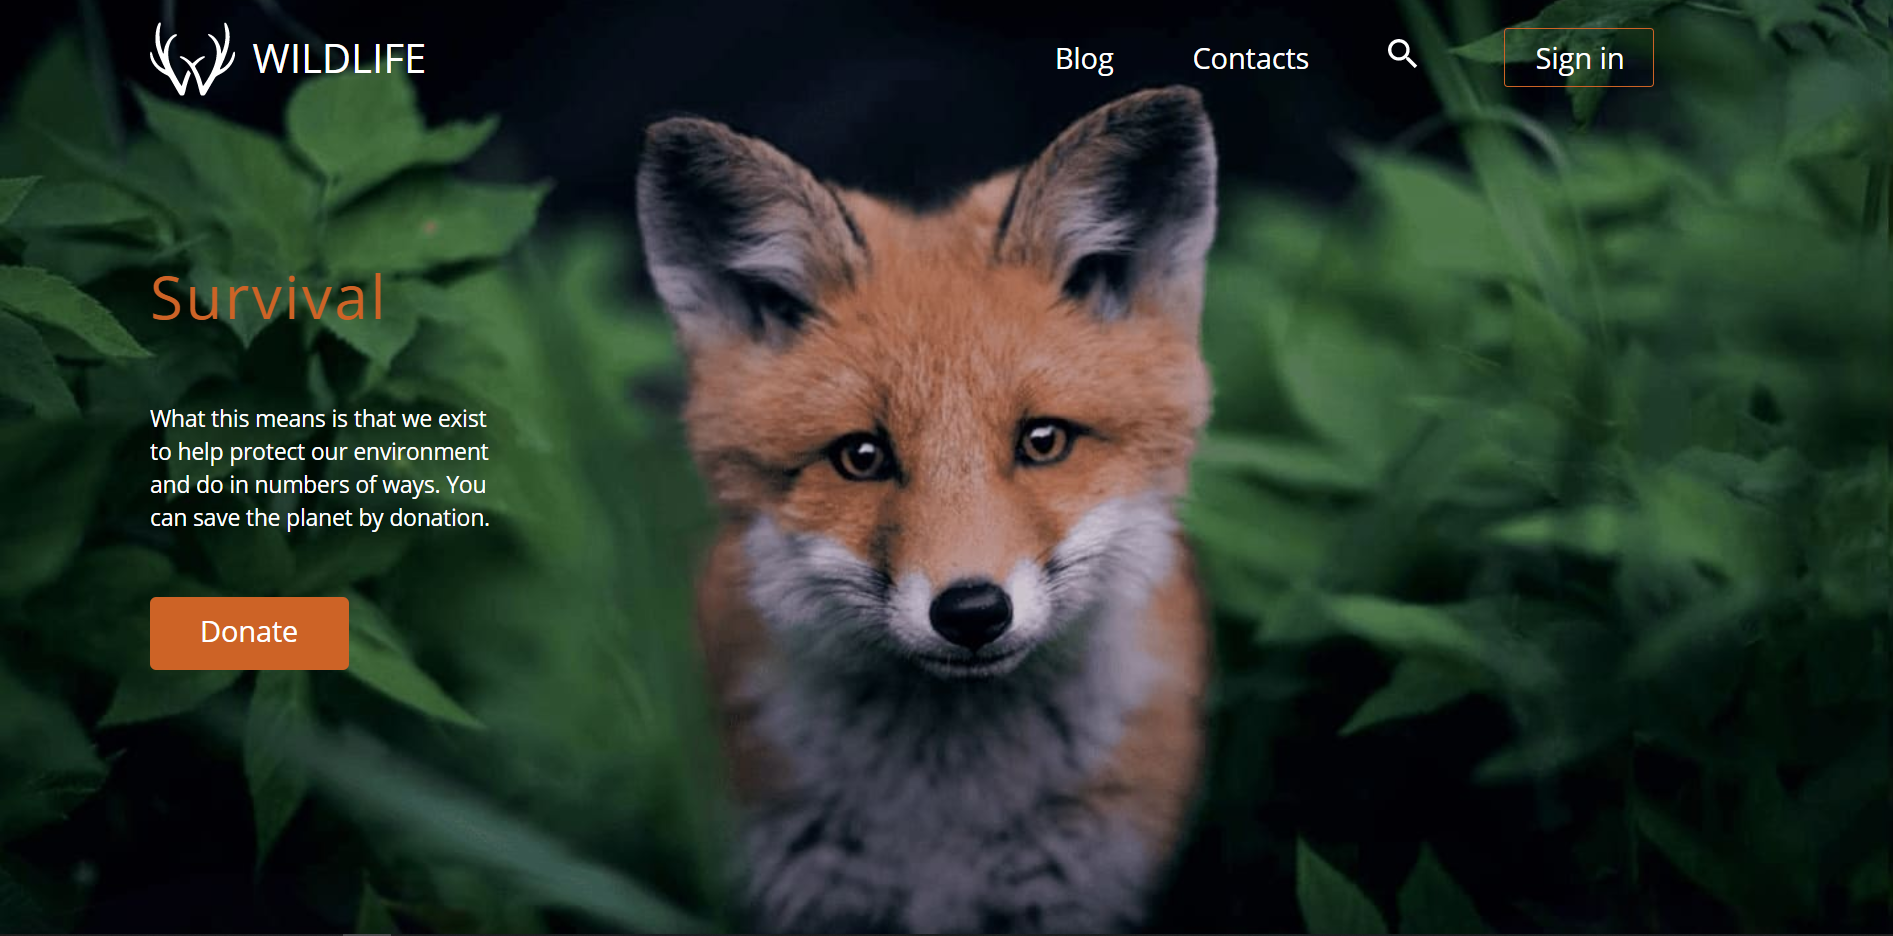 WILDLIFE
Blog
Contacts
Sign in
Survival
What this means is that we exist
to help protect our environment
and do in numbers of ways. You
can save the planet by donation.
Donate